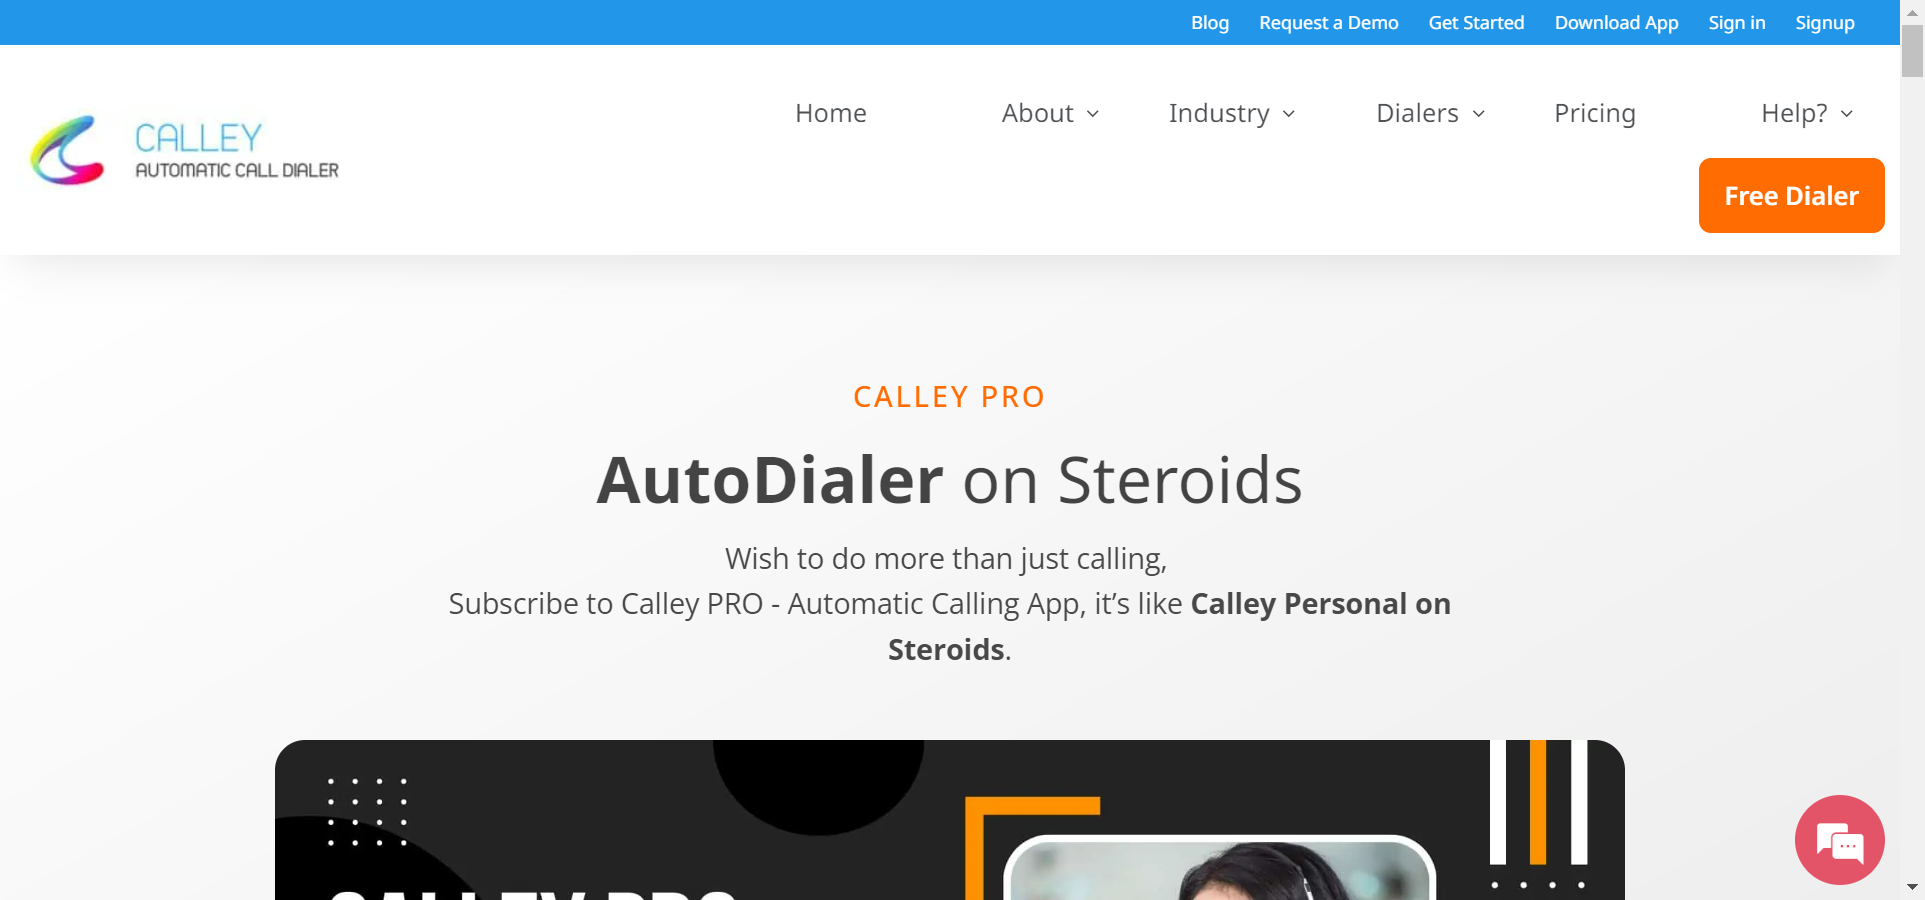 Blog Request a Demo Get Started Download App Sign in Signup
CALLEY
AUTOMATIC CALL DIALER
Home About Industry Dialers Pricing Help?
Free Dialer
CALLEY PRO
AutoDialer on Steroids
Wish to do more than just calling,
Subscribe to Calley PRO - Automatic Calling App, it’s like Calley Personal on
Steroids.
CALLEY PRO